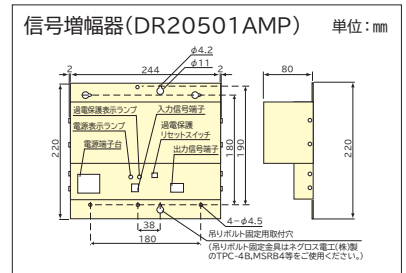 信号増幅器(DR20501AMP) 単位:㎜
φ4.2
φ11
2 244 2 80
過電保護表示ランプ 入力信号端子
電源表示ランプ 過電保護
リセットスイッチ
電源端子台 出力信号端子
220 180 190 220
4-φ4.5
38
吊りボルト固定用取付穴
180
(吊りボルト固定金具はネグロス電工(株)製
のTPC-4B,MSRB4等をご使用ください。)